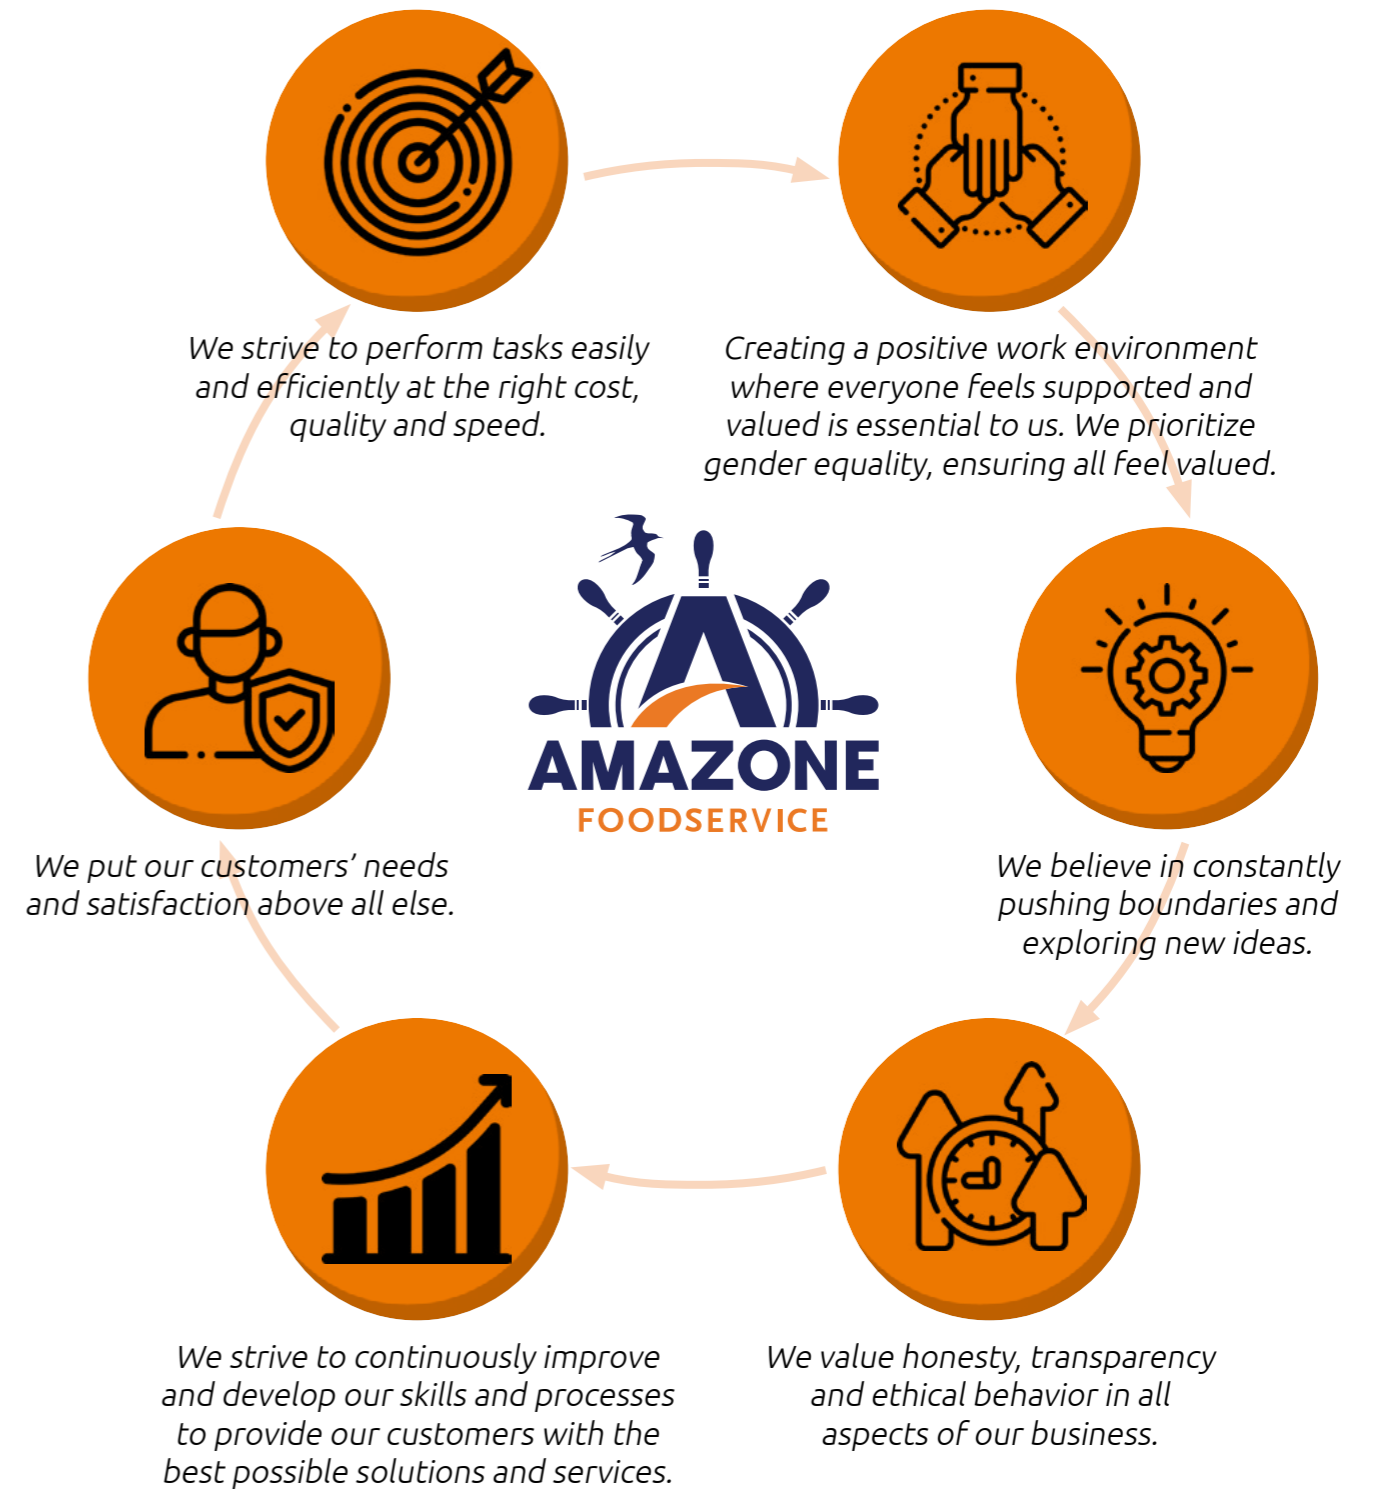 We strive to perform tasks easily
and efficiently at the right cost,
quality and speed.
Creating a positive work environment
where everyone feels supported and
valued is essential to us. We prioritize
gender equality, ensuring all feel valued.
AMAZONE
FOODSERVICE
We put our customers’ needs
and satisfaction above all else.
We believe in constantly
pushing boundaries and
exploring new ideas.
We strive to continuously improve
and develop our skills and processes
to provide our customers with the
best possible solutions and services.
We value honesty, transparency
and ethical behavior in all
aspects of our business.